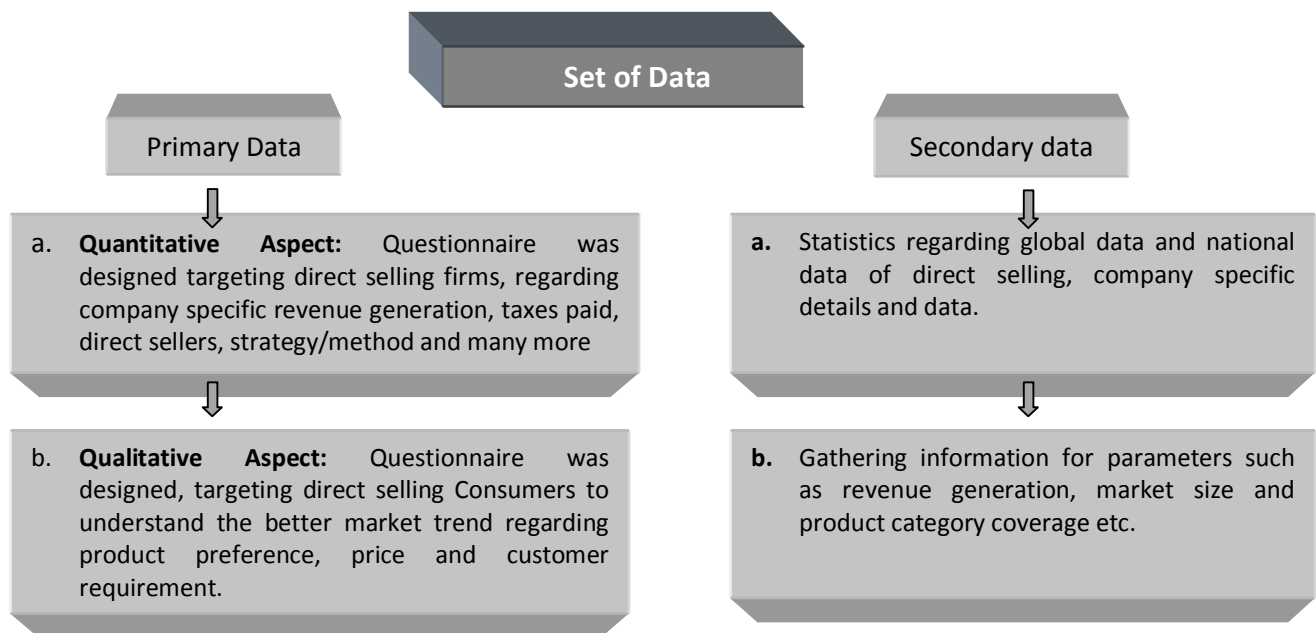 Set of Data
Primary Data
a. Quantitative Aspect: Questionnaire was
designed targeting direct selling firms, regarding
company specific revenue generation, taxes paid,
direct sellers, strategy/method and many more
b. Qualitative Aspect: Questionnaire was
designed, targeting direct selling Consumers to
understand the better market trend regarding
product preference, price and customer
requirement.
Secondary data
a. Statistics regarding global data and national
data of direct selling, company specific
details and data.
b. Gathering information for parameters such
as revenue generation, market size and
product category coverage etc.